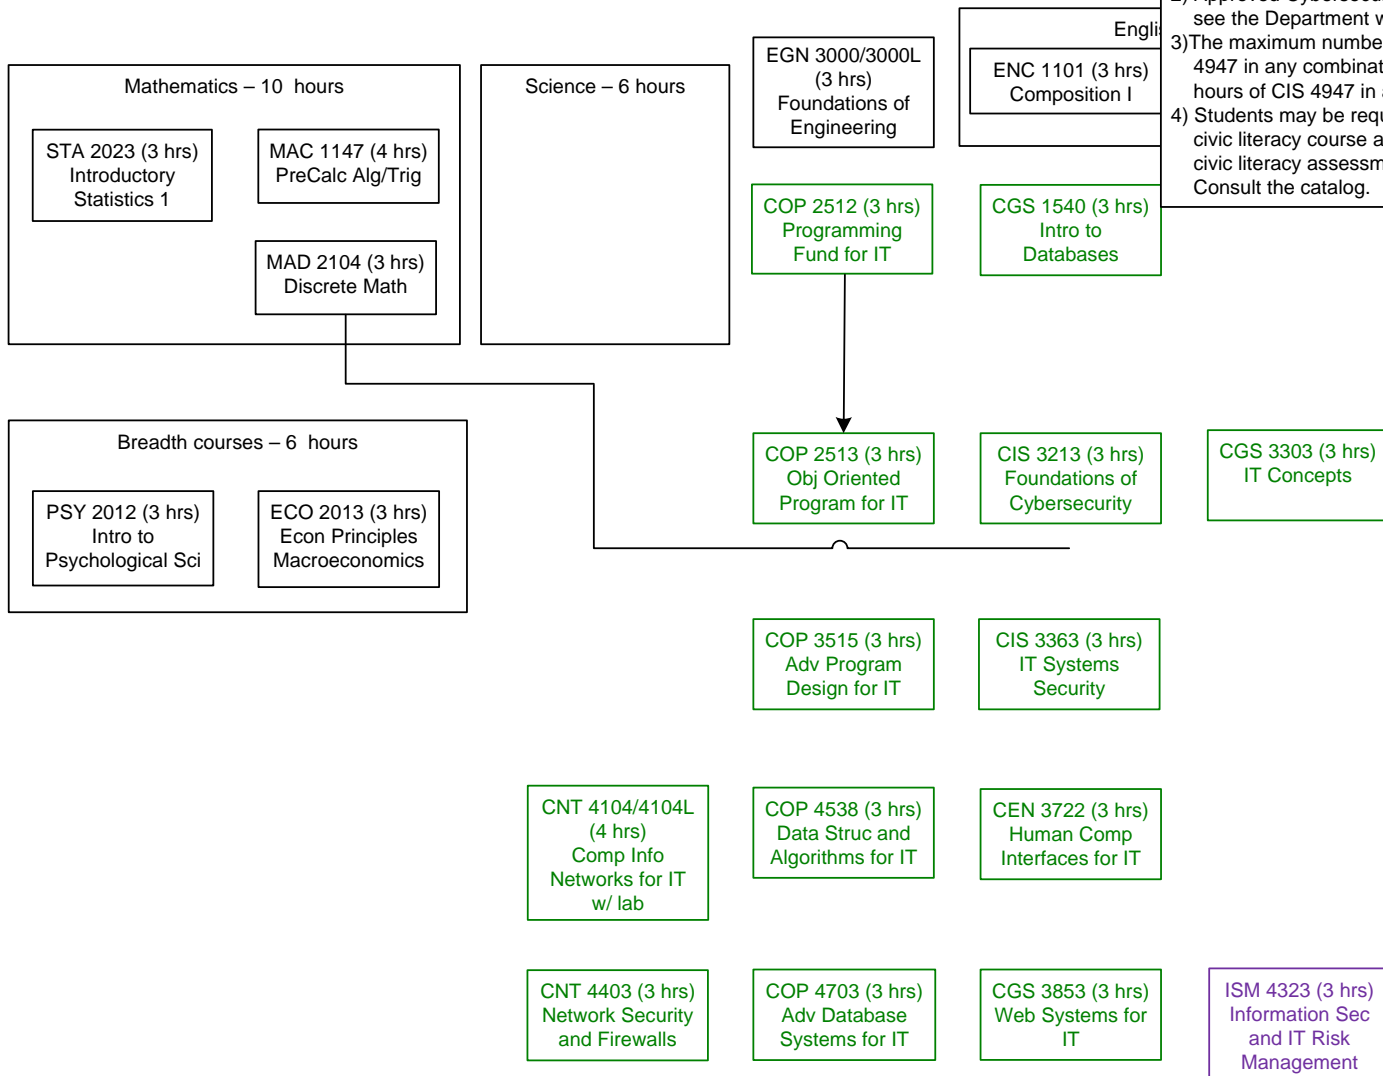 2) Approved Cybersecu
see the Department w
3)The maximum numbe
4947 in any combinat
hours of CIS 4947 in a
4) Students may be requ
civic literacy course a
civic literacy assessm
Consult the catalog.
Mathematics – 10 hours
STA 2023 (3 hrs)
Introductory
Statistics 1
MAC 1147 (4 hrs)
PreCalc Alg/Trig
MAD 2104 (3 hrs)
Discrete Math
Science – 6 hours
EGN 3000/3000L
(3 hrs)
Foundations of
Engineering
Englis
ENC 1101 (3 hrs)
Composition I
COP 2512 (3 hrs)
Programming
Fund for IT
CGS 1540 (3 hrs)
Intro to
Databases
Breadth courses – 6 hours
PSY 2012 (3 hrs)
Intro to
Psychological Sci
ECO 2013 (3 hrs)
Econ Principles
Macroeconomics
COP 2513 (3 hrs)
Obj Oriented
Program for IT
CIS 3213 (3 hrs)
Foundations of
Cybersecurity
CGS 3303 (3 hrs)
IT Concepts
COP 3515 (3 hrs)
Adv Program
Design for IT
CIS 3363 (3 hrs)
IT Systems
Security
CNT 4104/4104L
(4 hrs)
Comp Info
Networks for IT
w/ lab
COP 4538 (3 hrs)
Data Struc and
Algorithms for IT
CEN 3722 (3 hrs)
Human Comp
Interfaces for IT
CNT 4403 (3 hrs)
Network Security
and Firewalls
COP 4703 (3 hrs)
Adv Database
Systems for IT
CGS 3853 (3 hrs)
Web Systems for
IT
ISM 4323 (3 hrs)
Information Sec
and IT Risk
Management